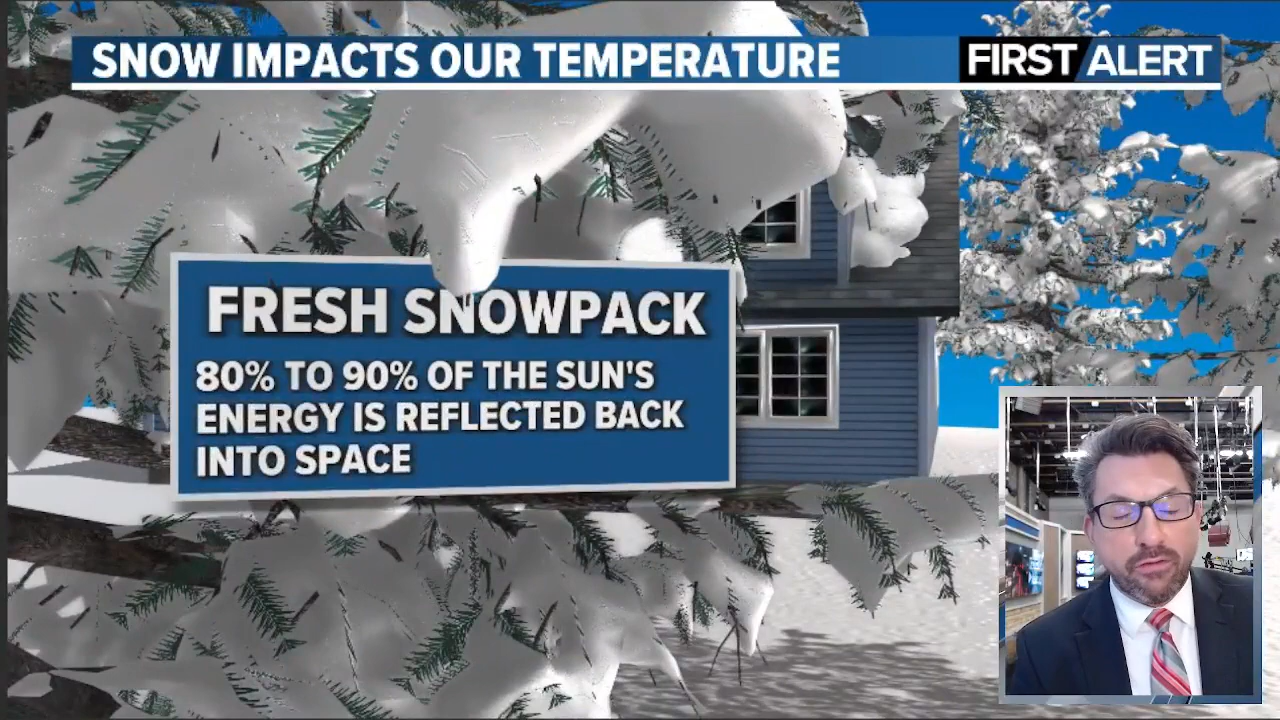 SNOW IMPACTS OUR TEMPERATURE
FIRST ALERT
FRESH SNOWPACK
80% TO 90% OF THE SUN'S
ENERGY IS REFLECTED BACK
INTO SPACE